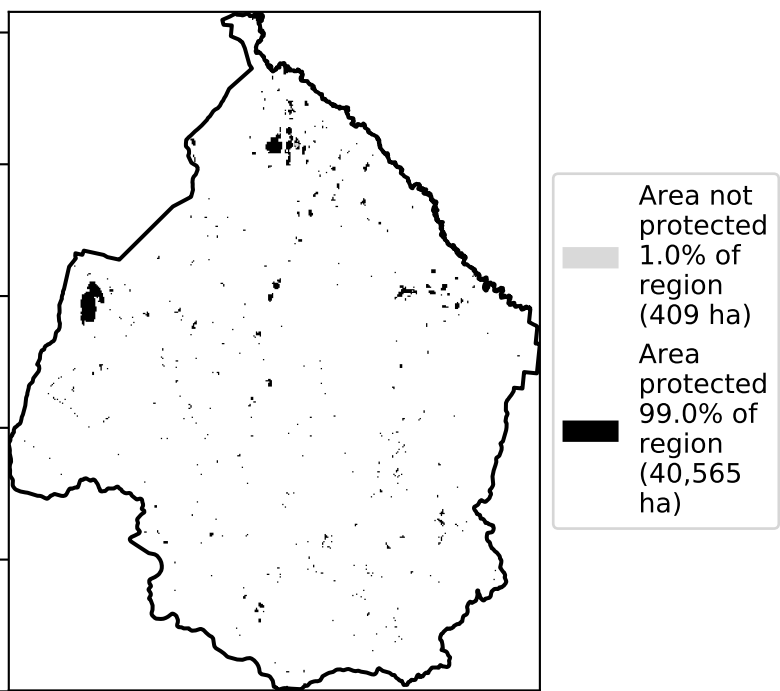 Area not
protected
1.0% of
region
(409 ha)
Area
protected
99.0% of
region
(40,565
ha)